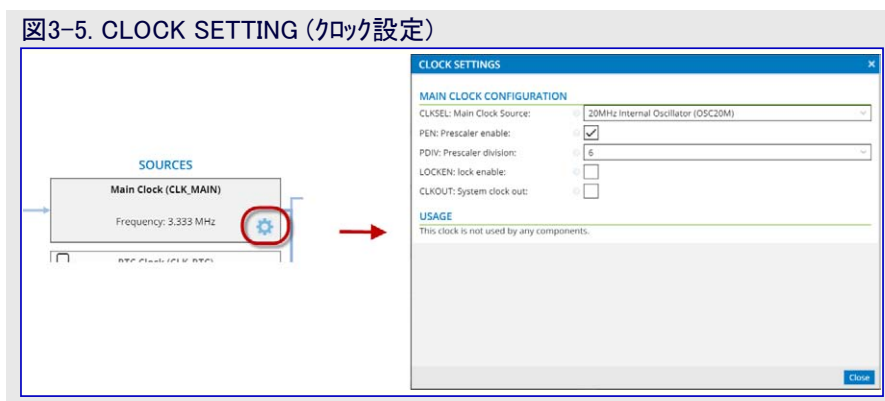 図3-5. CLOCK SETTING (クロック設定)
SOURCES
Main Clock (CLK_MAIN)
Frequency: 3.333 MHz
CLOCK SETTINGS
×
MAIN CLOCK CONFIGURATION
CLKSEL: Main Clock Source: 20MHz Internal Oscillator (OSC20M)
PEN: Prescaler enable:
PDIV: Prescaler division: 6
LOCKEN: lock enable:
CLKOUT: System clock out:
USAGE
This clock is not used by any components.
Close